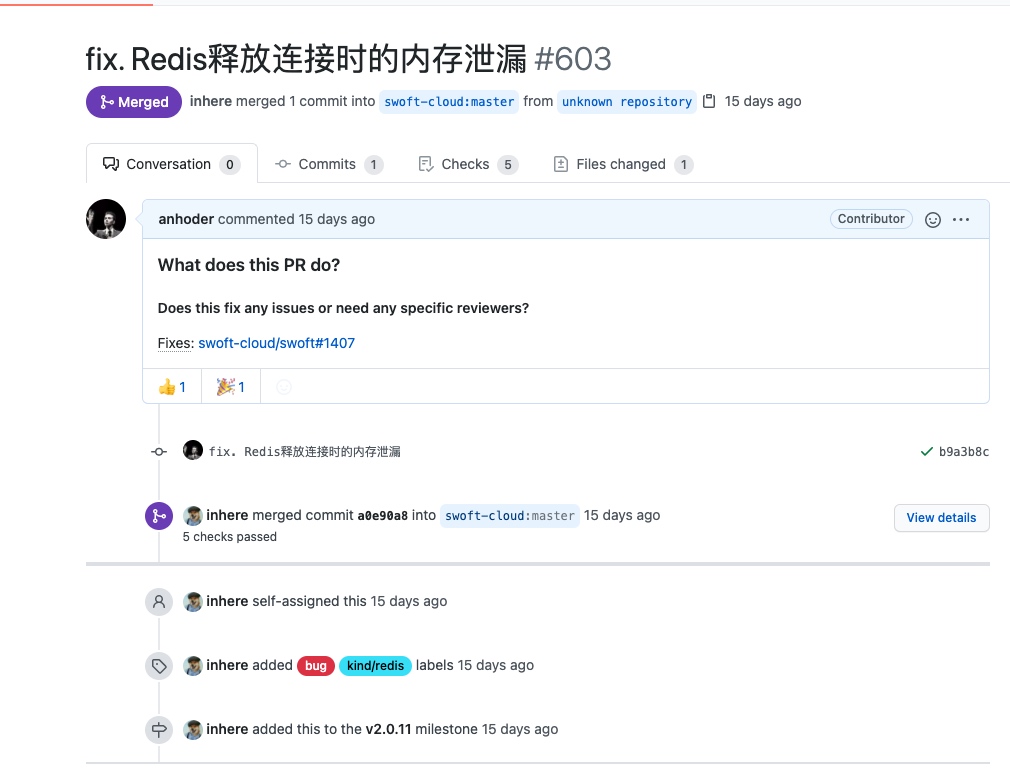 fix. Redis释放连接时的内存泄漏 #603
Merged inhere merged 1 commit into swoft-cloud:master from unknown repository 15 days ago
Conversation 0 Commits 1 Checks 5 Files changed 1
anhoder commented 15 days ago Contributor
What does this PR do?
Does this fix any issues or need any specific reviewers?
Fixes: swoft-cloud/swoft#1407
👍 1 🎉 1
fix. Redis释放连接时的内存泄漏 b9a3b8c
inhere merged commit a0e90a8 into swoft-cloud:master 15 days ago View details
5 checks passed
inhere self-assigned this 15 days ago
inhere added bug kind/redis labels 15 days ago
inhere added this to the v2.0.11 milestone 15 days ago